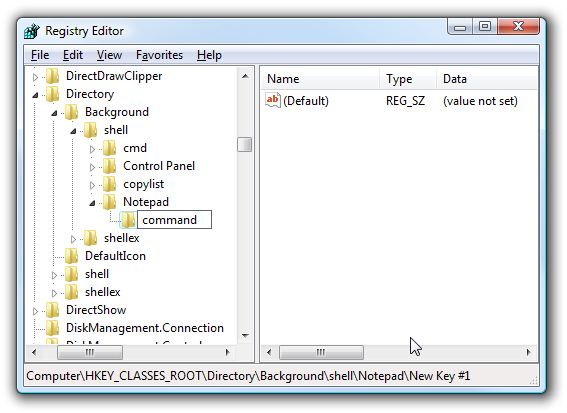 Registry Editor
File Edit View Favorites Help
DirectDrawClipper
Directory
Background
shell
cmd
Control Panel
copylist
Notepad
command
shellex
DefaultIcon
shell
shellex
DirectShow
DiskManagement.Connection
Name Type Data
ab (Default) REG_SZ (value not set)
Computer\HKEY_CLASSES_ROOT\Directory\Background\shell\Notepad\New Key #1